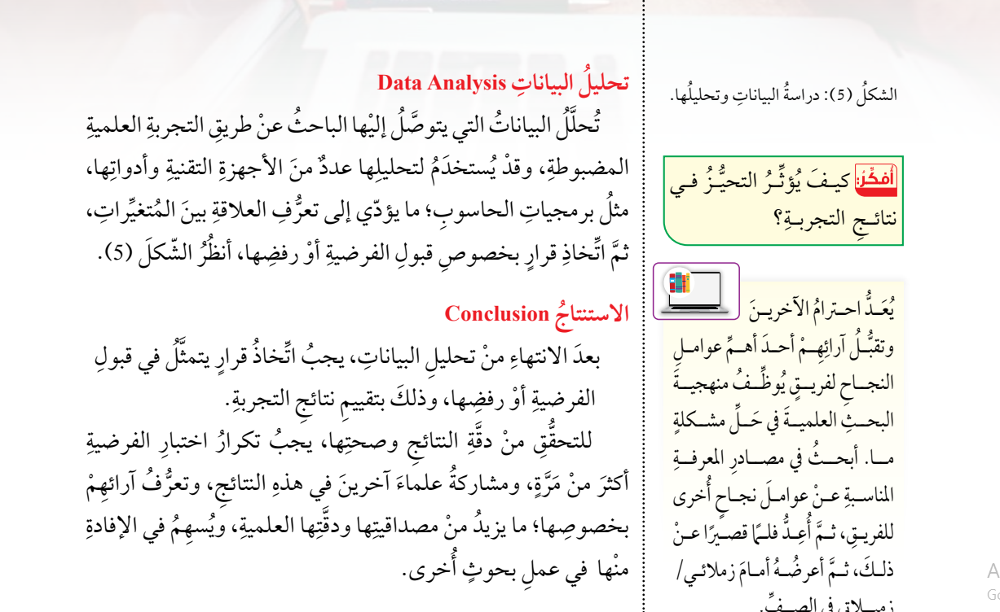 تحليلُ البياناتِ Data Analysis
تُحلَّلُ البياناتُ التي يتوصَّلُ إليْها الباحثُ عنْ طريقِ التجربةِ العلميةِ
المضبوطةِ، وقدْ يُستخدَمُ لتحليلِها عددٌ منَ الأجهزةِ التقنيةِ وأدواتِها،
مثلُ برمجياتِ الحاسوبِ؛ ما يؤدّي إلى تعرُّفِ العلاقةِ بينَ المُتغيِّراتِ،
ثمَّ اتِّخاذِ قرارٍ بخصوصِ قبولِ الفرضيةِ أوْ رفضِها، أنظُرُ الشّكلَ (5).
الاستنتاجُ Conclusion
بعدَ الانتهاءِ منْ تحليلِ البياناتِ، يجبُ اتِّخاذُ قرارٍ يتمثَّلُ في قبولِ
الفرضيةِ أوْ رفضِها، وذلكَ بتقييمِ نتائجِ التجربةِ.
للتحقُّقِ منْ دقَّةِ النتائجِ وصحتِها، يجبُ تكرارُ اختبارِ الفرضيةِ
أكثرَ منْ مَرَّةٍ، ومشاركةُ علماءَ آخرينَ في هذهِ النتائجِ، وتعرُّفُ آرائهِمْ
بخصوصِها؛ ما يزيدُ منْ مصداقيتِها ودقَّتِها العلميةِ، ويُسهِمُ في الإفادةِ
منْها في عملِ بحوثٍ أُخرى.
الشكلُ (5): دراسةُ البياناتِ وتحليلُها.
أُفكِّرُ: كيفَ يُؤثِّرُ التحيُّزُ في
نتائجِ التجربةِ؟
يُعَدُّ احترامُ الآخرينَ
وتقبُّلُ آرائِهِمْ أحدَ أهمِّ عواملِ
النجاحِ لفريقٍ يُوظِّفُ منهجيةَ
البحثِ العلميةَ في حَلِّ مشكلةٍ
ما. أبحثُ في مصادرِ المعرفةِ
المناسبةِ عنْ عواملَ نجاحٍ أُخرى
للفريقِ، ثمَّ أُعِدُّ فلمًا قصيرًا عنْ
ذلكَ، ثمَّ أعرضُهُ أمامَ زملائي/
زميلاتي في الصفِّ.